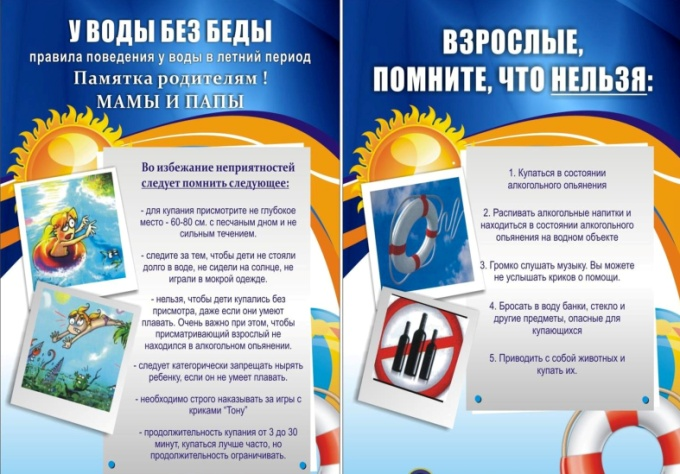 У ВОДЫ БЕЗ БЕДЫ
правила поведения у воды в летний период
Памятка родителям !
МАМЫ И ПАПЫ
Во избежание неприятностей
следует помнить следующее:
- для купания присмотрите не глубокое
место - 60-80 см. с песчаным дном и не
сильным течением.
- следите за тем, чтобы дети не стояли
долго в воде, не сидели на солнце, не
играли в мокрой одежде.
- нельзя, чтобы дети купались без
присмотра, даже если они умеют
плавать. Очень важно при этом, чтобы
присматривающий взрослый не
находился в алкогольном опьянении.
- следует категорически запрещать нырять
ребенку, если он не умеет плавать.
- необходимо строго наказывать за игры с
криками "Тону"
- продолжительность купания от 3 до 30
минут, купаться лучше часто, но
продолжительность ограничивать.
ВЗРОСЛЫЕ,
ПОМНИТЕ, ЧТО НЕЛЬЗЯ:
1. Купаться в состоянии
алкогольного опьянения
2. Распивать алкогольные напитки и
находиться в состоянии алкогольного
опьянения на водном объекте
3. Громко слушать музыку. Вы можете
не услышать криков о помощи.
4. Бросать в воду банки, стекло и
другие предметы, опасные для
купающихся
5. Приводить с собой животных и
купать их.